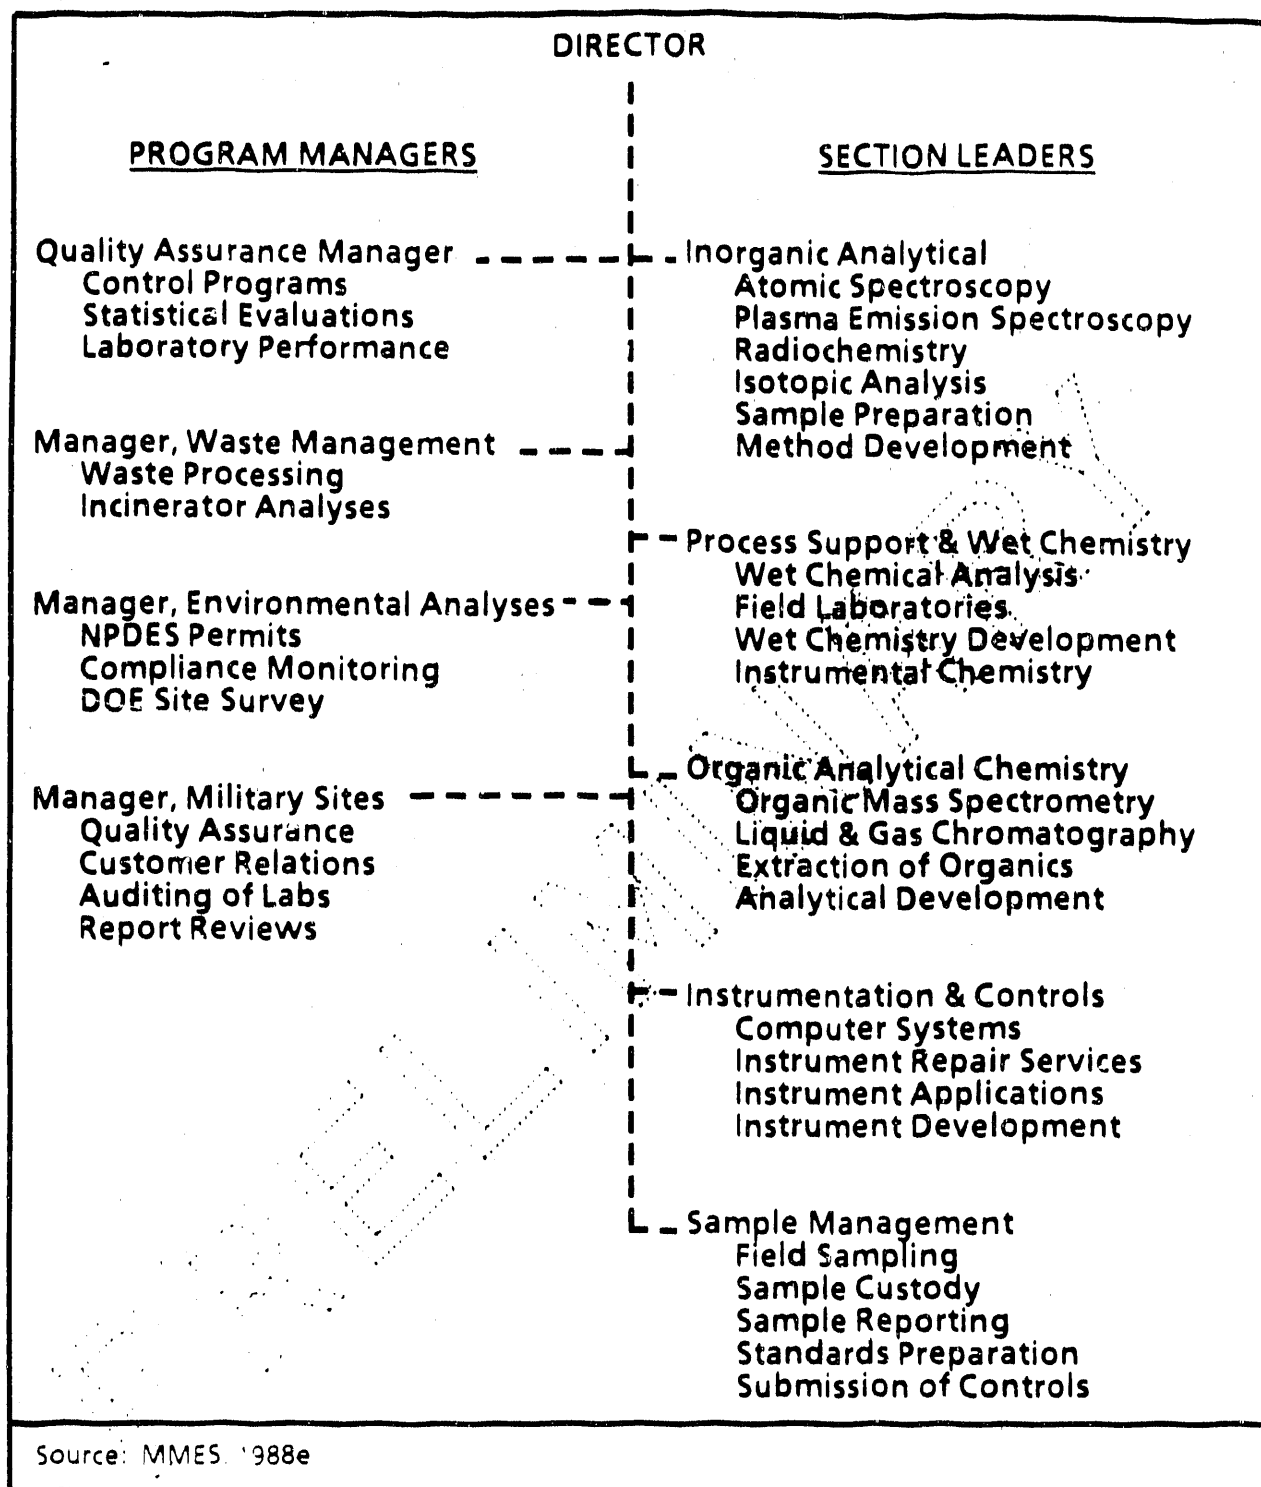 DIRECTOR
PROGRAM MANAGERS
Quality Assurance Manager
Control Programs
Statistical Evaluations
Laboratory Performance
Manager, Waste Management
Waste Processing
Incinerator Analyses
Manager, Environmental Analyses
NPDES Permits
Compliance Monitoring
DOE Site Survey
Manager, Military Sites
Quality Assurance
Customer Relations
Auditing of Labs
Report Reviews
SECTION LEADERS
Inorganic Analytical
Atomic Spectroscopy
Plasma Emission Spectroscopy
Radiochemistry
Isotopic Analysis
Sample Preparation
Method Development
Process Support & Wet Chemistry
Wet Chemical Analysis
Field Laboratories
Wet Chemistry Development
Instrumental Chemistry
Organic Analytical Chemistry
Organic Mass Spectrometry
Liquid & Gas Chromatography
Extraction of Organics
Analytical Development
Instrumentation & Controls
Computer Systems
Instrument Repair Services
Instrument Applications
Instrument Development
Sample Management
Field Sampling
Sample Custody
Sample Reporting
Standards Preparation
Submission of Controls
PRELIMINARY
Source: MMES, 1988e